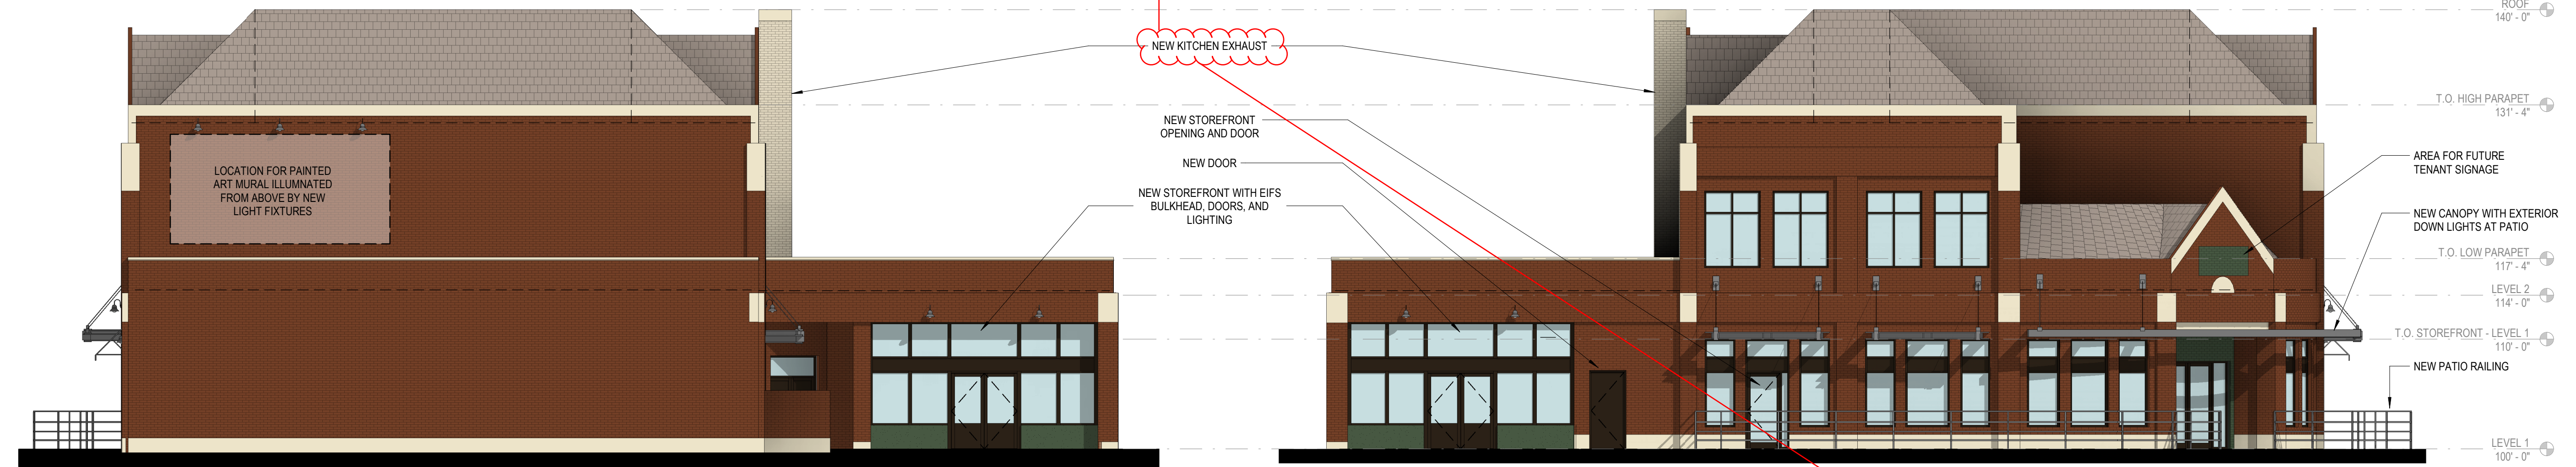 NEW KITCHEN EXHAUST
NEW STOREFRONT
OPENING AND DOOR
NEW DOOR
NEW STOREFRONT WITH EIFS
BULKHEAD, DOORS, AND
LIGHTING
LOCATION FOR PAINTED
ART MURAL ILLUMNATED
FROM ABOVE BY NEW
LIGHT FIXTURES
ROOF
140' - 0"
T.O. HIGH PARAPET
131' - 4"
AREA FOR FUTURE
TENANT SIGNAGE
NEW CANOPY WITH EXTERIOR
DOWN LIGHTS AT PATIO
T.O. LOW PARAPET
117' - 4"
LEVEL 2
114' - 0"
T.O. STOREFRONT - LEVEL 1
110' - 0"
NEW PATIO RAILING
LEVEL 1
100' - 0"